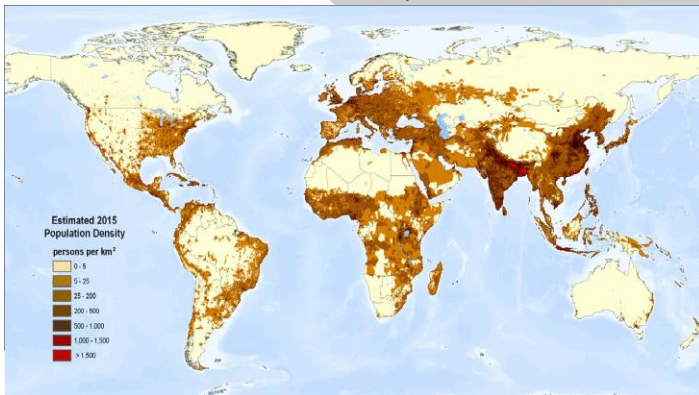 Estimated 2015
Population Density
persons per km²
0 - 5
5 - 25
25 - 200
200 - 500
500 - 1,000
1,000 - 1,500
> 1,500